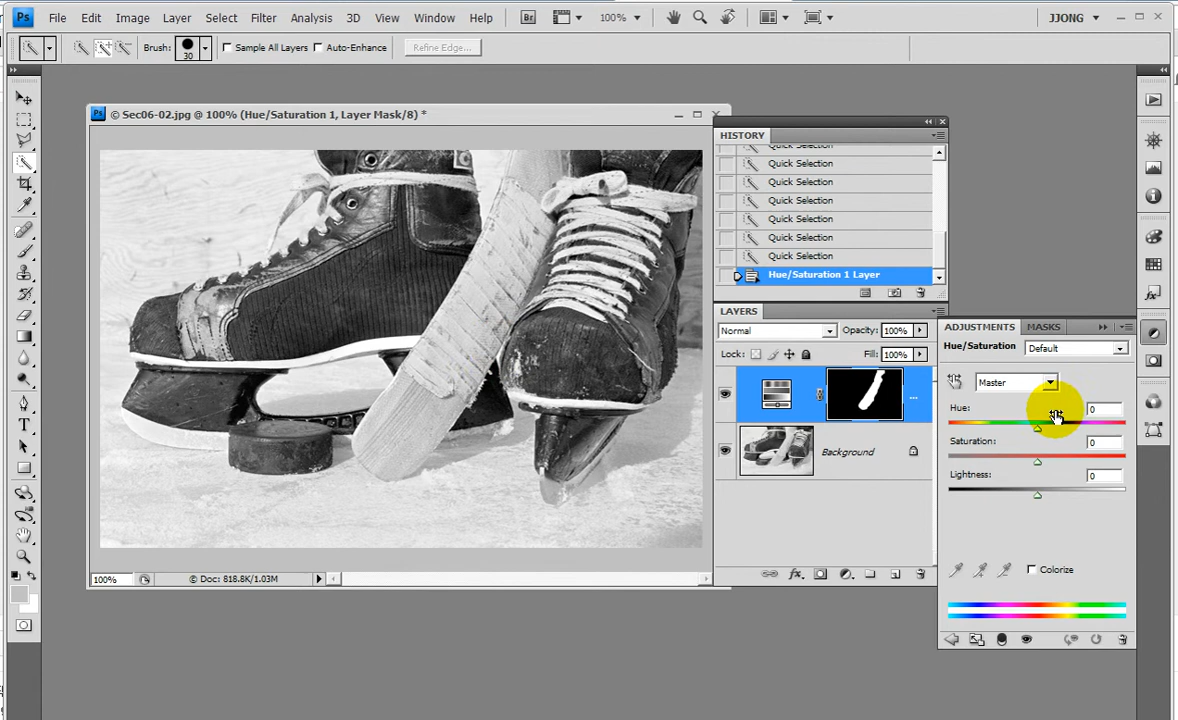 Ps File Edit Image Layer Select Filter Analysis 3D View Window Help Br 100% JJONG
Brush: 30 Sample All Layers Auto-Enhance Refine Edge...
Ps © Sec06-02.jpg @ 100% (Hue/Saturation 1, Layer Mask/8) *
HISTORY
Quick Selection
Quick Selection
Quick Selection
Quick Selection
Quick Selection
Quick Selection
Quick Selection
Hue/Saturation 1 Layer
LAYERS
Normal Opacity: 100%
Lock: Fill: 100%
...
Background
ADJUSTMENTS MASKS
Hue/Saturation Default
Master
Hue: 0
Saturation: 0
Lightness: 0
Colorize
100% © Doc: 818.8K/1.03M
T